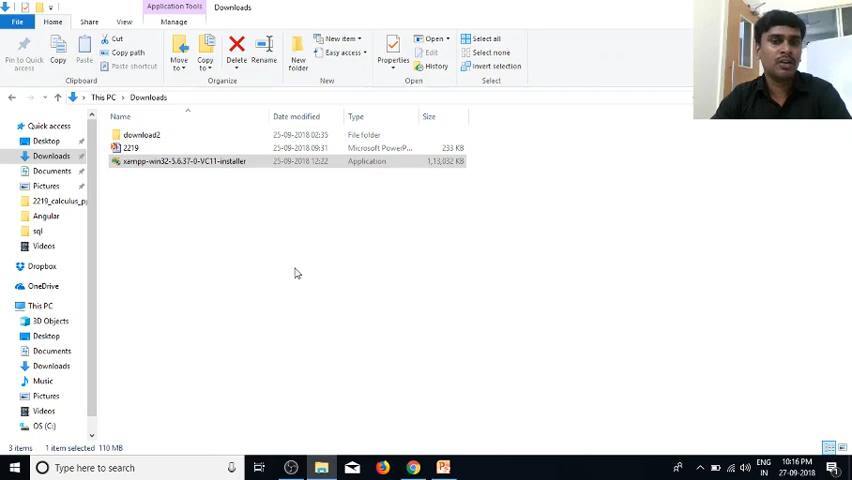 Application Tools
Downloads
File
Home
Share
View
Manage
Pin to Quick access
Copy
Paste
Cut
Copy path
Paste shortcut
Clipboard
Move to
Copy to
Delete
Rename
Organize
New folder
New item
Easy access
New
Properties
Open
Edit
History
Open
Select all
Select none
Invert selection
Select
This PC
Downloads
Name
Date modified
Type
Size
download2
25-09-2018 02:35
File folder
2219
25-09-2018 09:31
Microsoft PowerP...
233 KB
xampp-win32-5.6.37-0-VC11-installer
25-09-2018 12:22
Application
1,13,032 KB
Quick access
Desktop
Downloads
Documents
Pictures
2219_calculus_pp
Angular
sql
Videos
Dropbox
OneDrive
This PC
3D Objects
Desktop
Documents
Downloads
Music
Pictures
Videos
OS (C:)
3 items
1 item selected 110 MB
Type here to search
ENG
IN
10:16 PM
27-09-2018